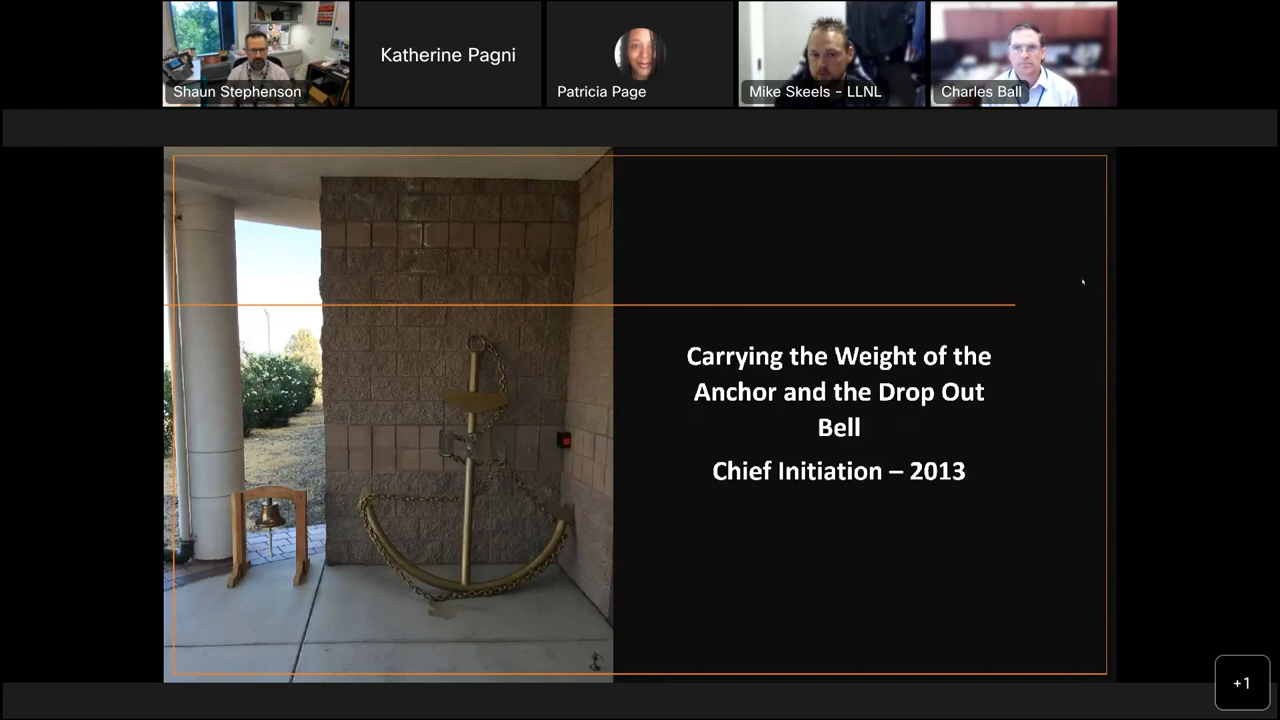 Shaun Stephenson
Katherine Pagni
Patricia Page
Mike Skeels - LLNL
Charles Ball
Carrying the Weight of the
Anchor and the Drop Out
Bell
Chief Initiation – 2013
+1